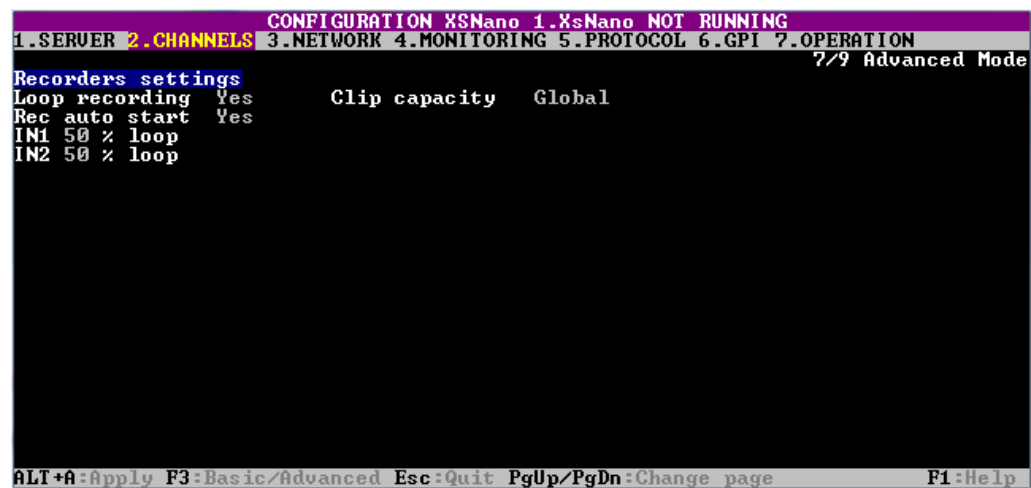 CONFIGURATION XSNano 1.XsNano NOT RUNNING
1.SERVER 2.CHANNELS 3.NETWORK 4.MONITORING 5.PROTOCOL 6.GPI 7.OPERATION
7/9 Advanced Mode
Recorders settings
Loop recording Yes Clip capacity Global
Rec auto start Yes
IN1 50 % loop
IN2 50 % loop
ALT+A:Apply F3:Basic/Advanced Esc:Quit PgUp/PgDn:Change page F1:Help